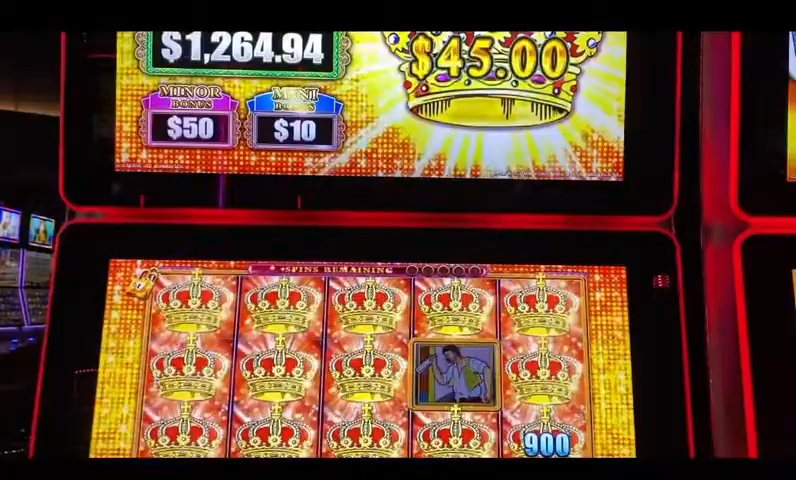 $1,264.94
$45.00
MINOR
BONUS
$50
MINI
BONUS
$10
SPINS REMAINING
900